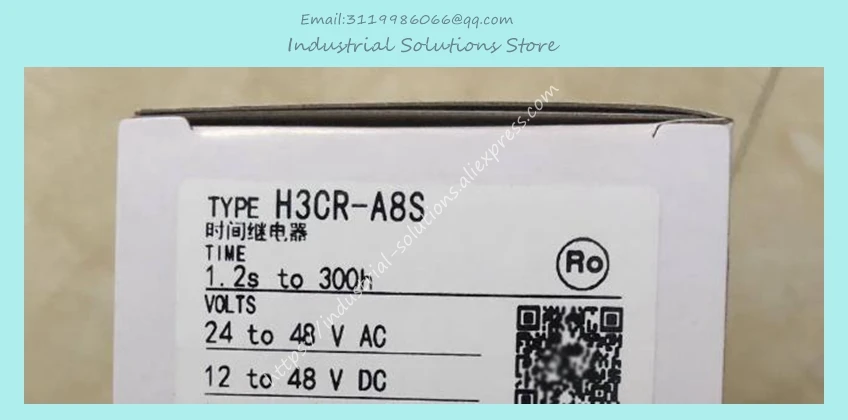 Email:3119986066@qq.com
Industrial Solutions Store
TYPE H3CR-A8S
时间继电器
TIME
1.2s to 300h
Ro
VOLTS
24 to 48 V AC
12 to 48 V DC
https://industrial-solutions.aliexpress.com